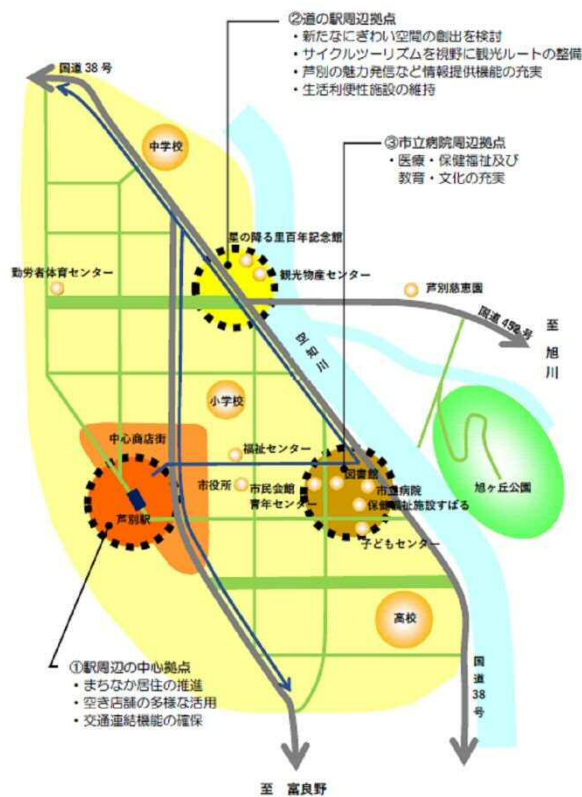 ②道の駅周辺拠点
・新たなにぎわい空間の創出を検討
・サイクルツーリズムを視野に観光ルートの整備
・芦別の魅力発信など情報提供機能の充実
・生活利便性施設の維持
国道38号
中学校
③市立病院周辺拠点
・医療・保健福祉及び
教育・文化の充実
星の降る里百年記念館
観光物産センター
勤労者体育センター
芦別慈恵園
国道452号
至 旭川
空知川
小学校
中心商店街
福祉センター
図書館
旭ヶ丘公園
市役所
市民会館
青年センター
市立病院
保健福祉施設すばる
芦別駅
子どもセンター
高校
①駅周辺の中心拠点
・まちなか居住の推進
・空き店舗の多様な活用
・交通連結機能の確保
国道38号
至 富良野